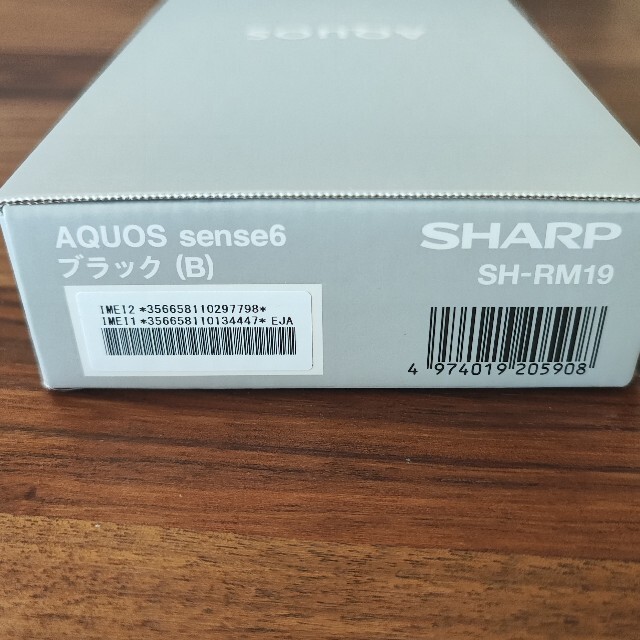 AQUOS
AQUOS sense6
ブラック (B)
SHARP
SH-RM19
IMEI2 *356658110297798*
IMEI1 *356658110134447* EJA
4 974019 205908